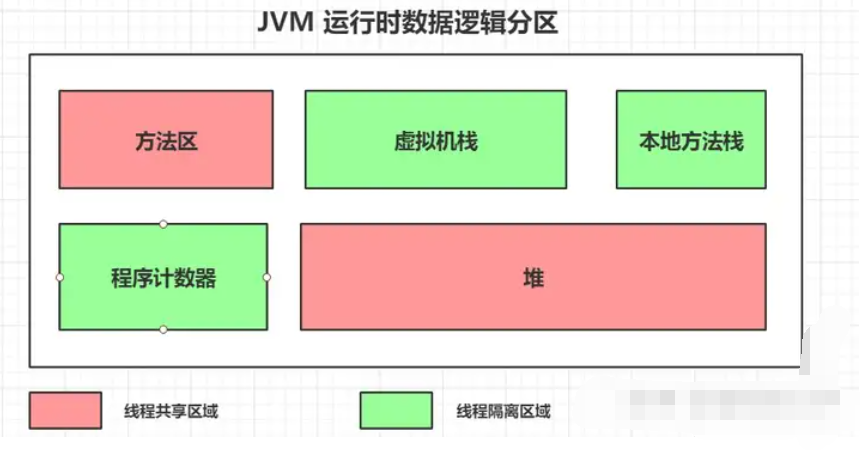 JVM 运行时数据逻辑分区
方法区
虚拟机栈
本地方法栈
程序计数器
堆
线程共享区域
线程隔离区域